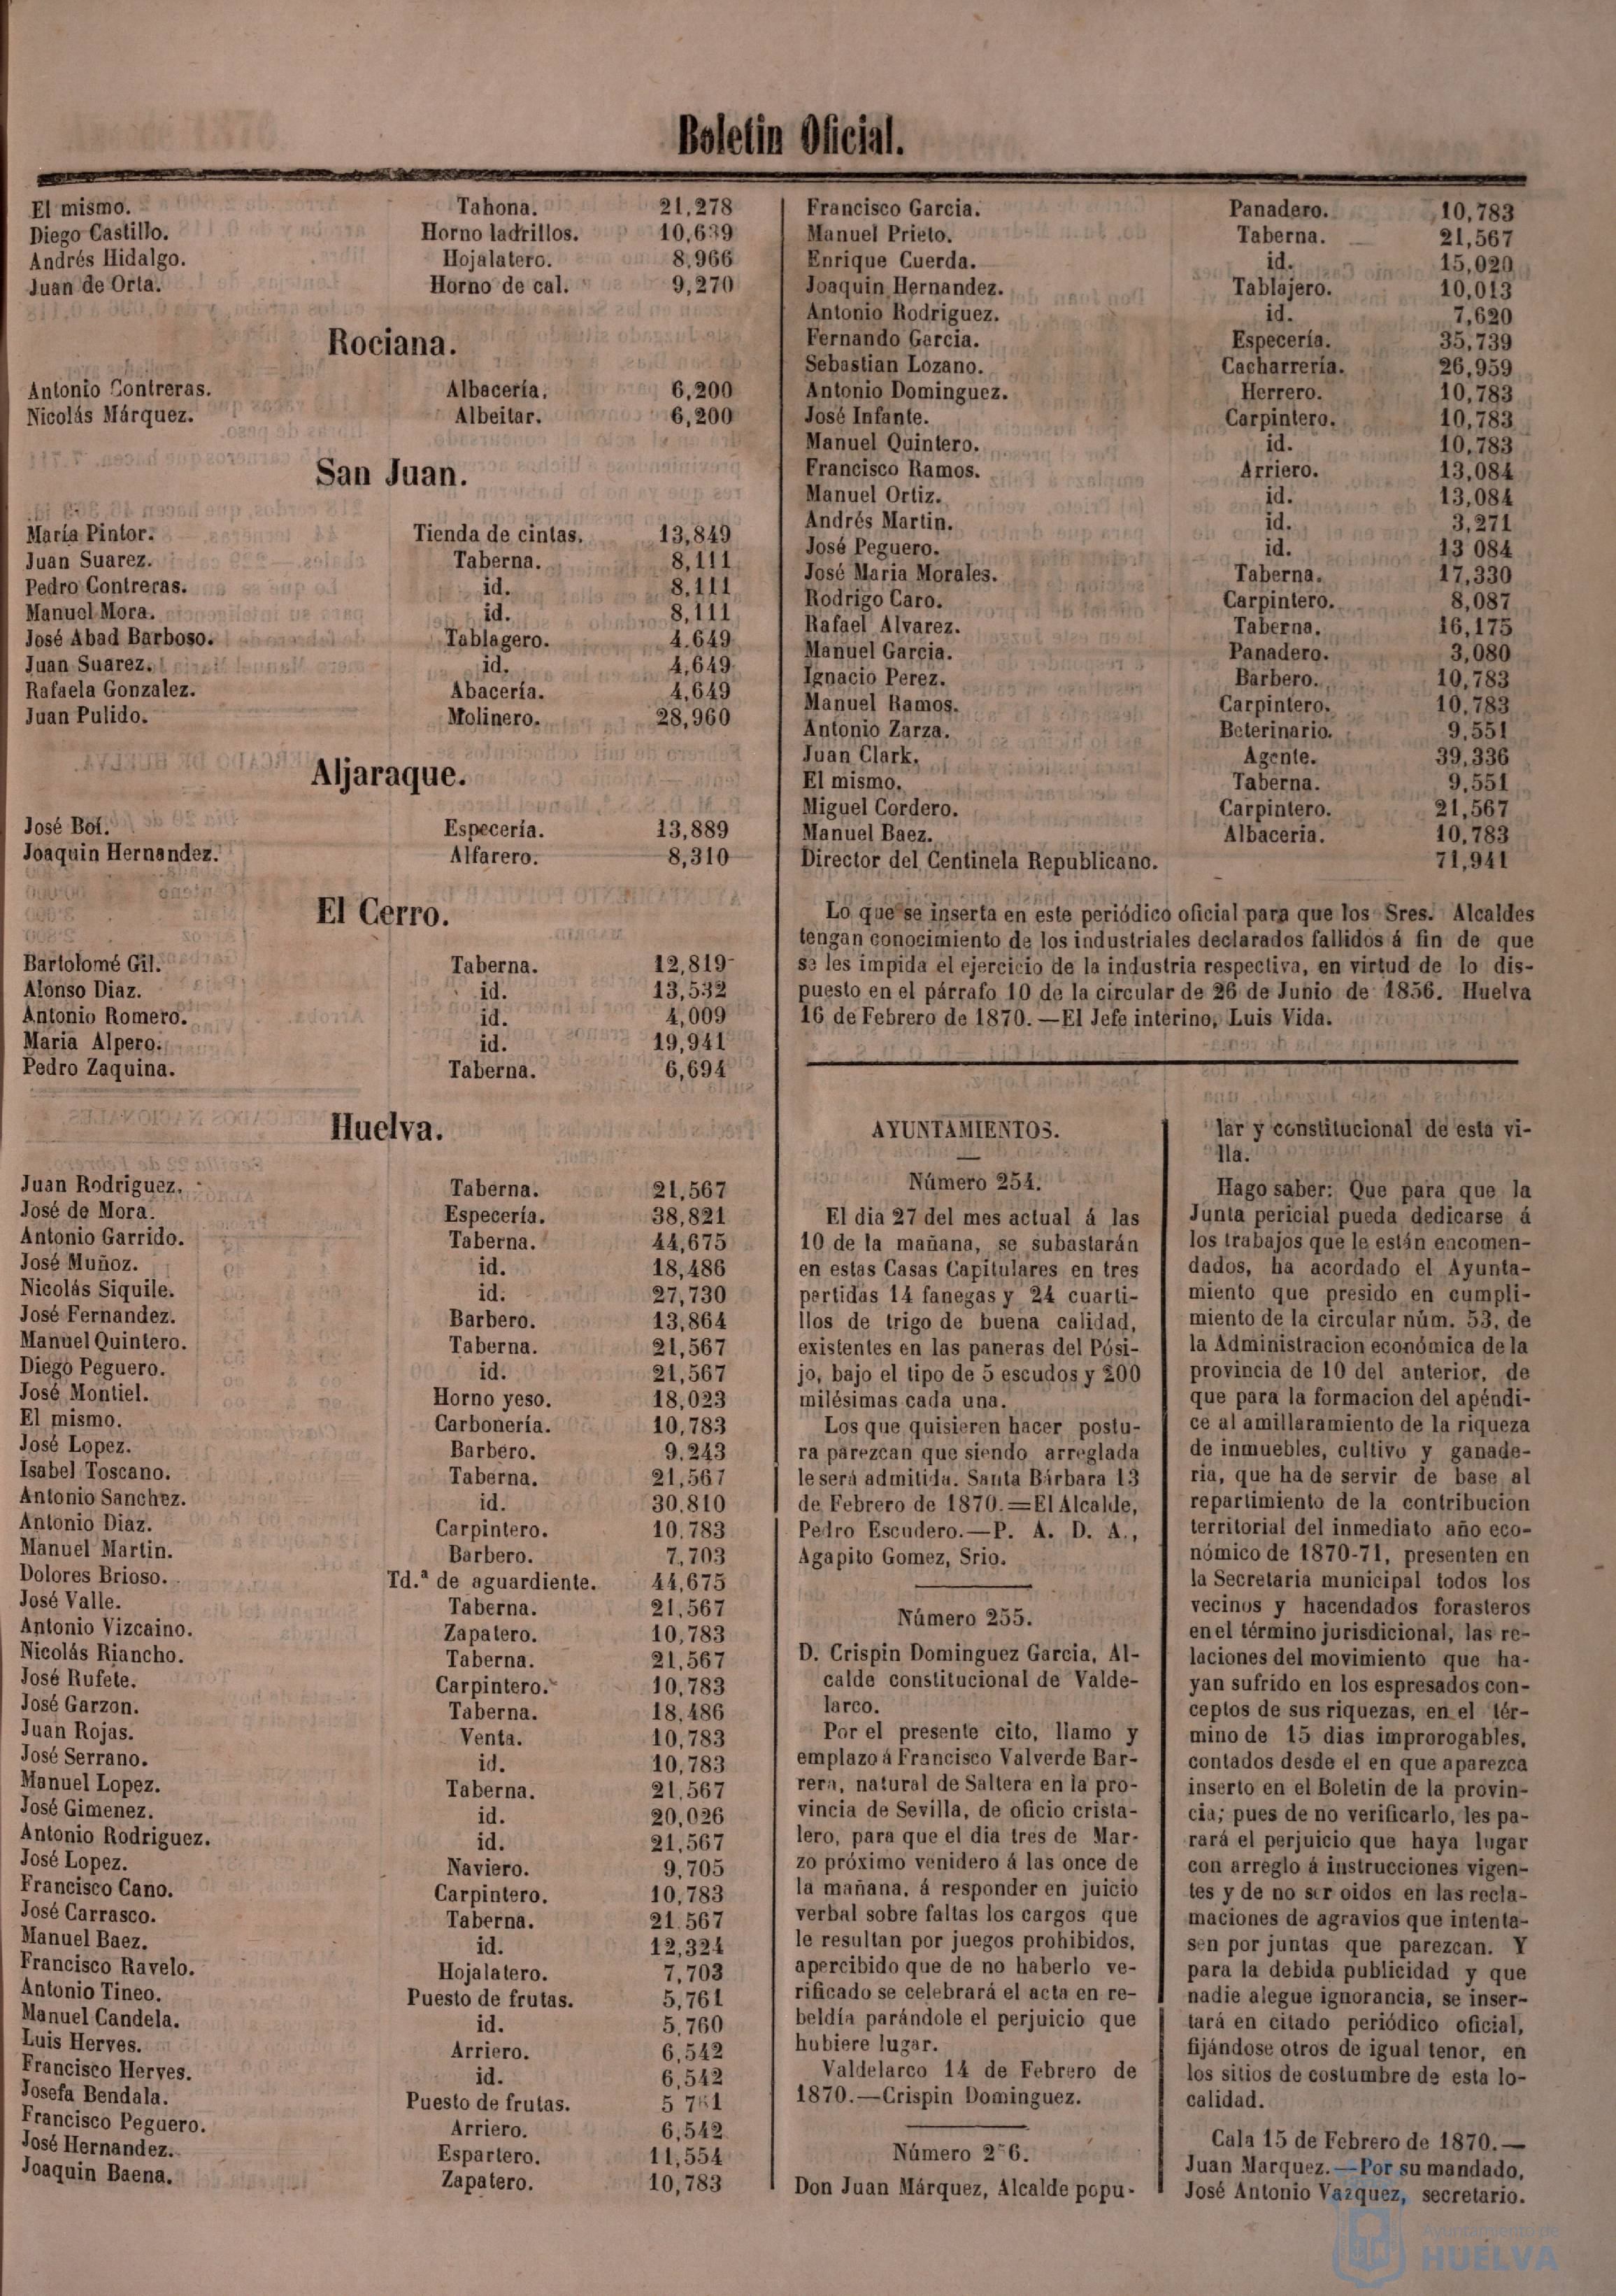 Boletin Oficial.
El mismo. Tahona. 21,278
Diego Castillo. Horno ladrillos. 10,639
Andrés Hidalgo. Hojalatero. 8,966
Juan de Orta. Horno de cal. 9,270
Rociana.
Antonio Contreras. Albacería. 6,200
Nicolás Márquez. Albeitar. 6,200
San Juan.
María Pintor. Tienda de cintas. 13,849
Juan Suarez. Taberna. 8,111
Pedro Contreras. id. 8,111
Manuel Mora. id. 8,111
José Abad Barboso. Tablagero. 4,649
Juan Suarez. id. 4,649
Rafaela Gonzalez. Abacería. 4,649
Juan Pulido. Molinero. 28,960
Aljaraque.
José Bof. Especería. 13,889
Joaquin Hernandez. Alfarero. 8,310
El Cerro.
Bartolomé Gil. Taberna. 12,819
Alonso Diaz. id. 13,532
Antonio Romero. id. 4,009
Maria Alpero. id. 19,941
Pedro Zaquina. Taberna. 6,694
Huelva.
Juan Rodriguez. Taberna. 21,567
José de Mora. Especería. 38,821
Antonio Garrido. Taberna. 44,675
José Muñoz. id. 18,486
Nicolás Siquile. id. 27,730
José Fernandez. Barbero. 13,864
Manuel Quintero. Taberna. 21,567
Diego Peguero. id. 21,567
José Montiel. Horno yeso. 18,023
El mismo. Carbonería. 10,783
José Lopez. Barbero. 9,243
Isabel Toscano. Taberna. 21,567
Antonio Sanchez. id. 30,810
Antonio Diaz. Carpintero. 10,783
Manuel Martin. Barbero. 7,703
Dolores Brioso. Td.ª de aguardiente. 44,675
José Valle. Taberna. 21,567
Antonio Vizcaino. Zapatero. 10,783
Nicolás Riancho. Taberna. 21,567
José Rufete. Carpintero. 10,783
José Garzon. Taberna. 18,486
Juan Rojas. Venta. 10,783
José Serrano. id. 10,783
Manuel Lopez. Taberna. 21,567
José Gimenez. id. 20,026
Antonio Rodriguez. id. 21,567
José Lopez. Naviero. 9,705
Francisco Cano. Carpintero. 10,783
José Carrasco. Taberna. 21.567
Manuel Baez. id. 12,324
Francisco Ravelo. Hojalatero. 7,703
Antonio Tineo. Puesto de frutas. 5,761
Manuel Candela. id. 5,760
Luis Herves. Arriero. 6,542
Francisco Herves. id. 6,542
Josefa Bendala. Puesto de frutas.
Francisco Peguero. Arriero. 6,542
José Hernandez. Espartero. 11,554
Joaquin Baena. Zapatero. 10,783
Francisco Garcia. Panadero. 10,783
Manuel Prieto. Taberna. 21,567
Enrique Cuerda. id. 15,020
Joaquin Hernandez. Tablajero. 10,013
Antonio Rodriguez. id. 7,620
Fernando Garcia. Especería. 35,739
Sebastian Lozano. Cacharrería. 26,959
Antonio Dominguez. Herrero. 10,783
José Infante. Carpintero. 10,783
Manuel Quintero. id. 10,783
Francisco Ramos. Arriero. 13,084
Manuel Ortiz. id. 13,084
Andrés Martin. id. 3,271
José Peguero. id. 13 084
José Maria Morales. Taberna. 17,330
Rodrigo Caro. Carpintero. 8,087
Rafael Alvarez. Taberna. 16,175
Manuel Garcia. Panadero. 3,080
Ignacio Perez. Barbero. 10,783
Manuel Ramos. Carpintero. 10,783
Antonio Zarza. Beterinario. 9,551
Juan Clark. Agente. 39,336
El mismo. Taberna. 9,551
Miguel Cordero. Carpintero. 21,567
Manuel Baez. Albaceria. 10,783
Director del Centinela Republicano. 71,941
Lo que se inserta en este periódico oficial para que los Sres. Alcaldes
tengan conocimiento de los industriales declarados fallidos á fin de que
se les impida el ejercicio de la industria respectiva, en virtud de lo dis-
puesto en el párrafo 10 de la circular de 26 de Junio de 1856. Huelva
16 de Febrero de 1870.—El Jefe interino, Luis Vida.
AYUNTAMIENTOS.
Número 254.
El dia 27 del mes actual á las
10 de la mañana, se subastarán
en estas Casas Capitulares en tres
pertidas 14 fanegas y 24 cuarti-
llos de trigo de buena calidad,
existentes en las paneras del Pósi-
jo, bajo el tipo de 5 escudos y 200
milésimas cada una.
Los que quisieren hacer postu-
ra parezcan que siendo arreglada
le será admitida. Santa Bárbara 13
de Febrero de 1870.=El Alcalde,
Pedro Escudero.—P. A. D. A.,
Agapito Gomez, Srio.
Número 255.
D. Crispin Dominguez Garcia, Al-
calde constitucional de Valde-
larco.
Por el presente cito, llamo y
emplazo á Francisco Valverde Bar-
rera, natural de Saltera en la pro-
vincia de Sevilla, de oficio crista-
lero, para que el dia tres de Mar-
zo próximo venidero á las once de
la mañana, á responder en juicio
verbal sobre faltas los cargos que
le resultan por juegos prohibidos,
apercibido que de no haberlo ve-
rificado se celebrará el acta en re-
beldía parándole el perjuicio que
hubiere lugar.
Valdelarco 14 de Febrero de
1870.—Crispin Dominguez.
Número 2 6.
Don Juan Márquez, Alcalde popu-
lar y constitucional de esta vi-
lla.
Hago saber: Que para que la
Junta pericial pueda dedicarse á
los trabajos que le están encomen-
dados, ha acordado el Ayunta-
miento que presido en cumpli-
miento de la circular núm. 53, de
la Administracion económica de la
provincia de 10 del anterior, de
que para la formacion del apéndi-
ce al amillaramiento de la riqueza
de inmuebles, cultivo y ganade-
ria, que ha de servir de base al
repartimiento de la contribucion
territorial del inmediato año eco-
nómico de 1870-71, presenten en
la Secretaria municipal todos los
vecinos y hacendados forasteros
en el término jurisdicional, las re-
laciones del movimiento que ha-
yan sufrido en los espresados con-
ceptos de sus riquezas, en el tér-
mino de 15 dias improrogables,
contados desde el en que aparezca
inserto en el Boletin de la provin-
cia; pues de no verificarlo, les pa-
rará el perjuicio que haya lugar
con arreglo á instrucciones vigen-
tes y de no ser oidos en las recla-
maciones de agravios que intenta-
sen por juntas que parezcan. Y
para la debida publicidad y que
nadie alegue ignorancia, se inser-
tará en citado periódico oficial,
fijándose otros de igual tenor, en
los sitios de costumbre de esta lo-
calidad.
Cala 15 de Febrero de 1870.—
Juan Marquez.—Por su mandado,
José Antonio Vazquez, secretario.
Ayuntamiento de
HUELVA